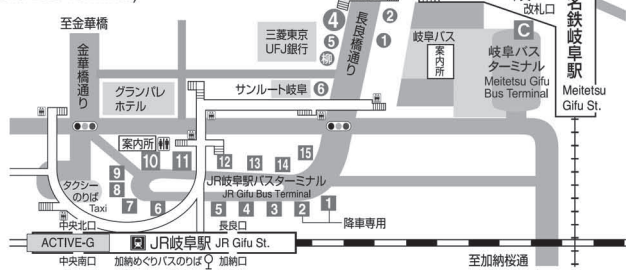 改札口
名鉄岐阜駅
Meitetsu
Gifu St.
至金華橋
金華橋通り
三菱東京
UFJ銀行
4
5
柳
長良橋通り
2
1
岐阜バス
案内所
C
岐阜バス
ターミナル
Meitetsu Gifu
Bus Terminal
グランパレ
ホテル
サンルート岐阜 6
案内所
10
11
12
13
14
15
9
8
7
6
タクシー
のりば
Taxi
JR岐阜駅バスターミナル
JR Gifu Bus Terminal
5
4
3
2
1
降車専用
中央北口
長良口
ACTIVE-G
JR岐阜駅 JR Gifu St.
中央南口
加納めぐりバスのりば
加納口
至加納桜通